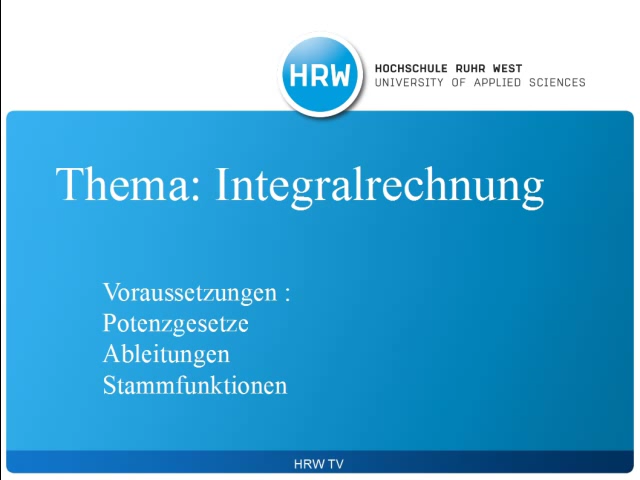 HRW
HOCHSCHULE RUHR WEST
UNIVERSITY OF APPLIED SCIENCES
Thema: Integralrechnung
Voraussetzungen :
Potenzgesetze
Ableitungen
Stammfunktionen
HRW TV